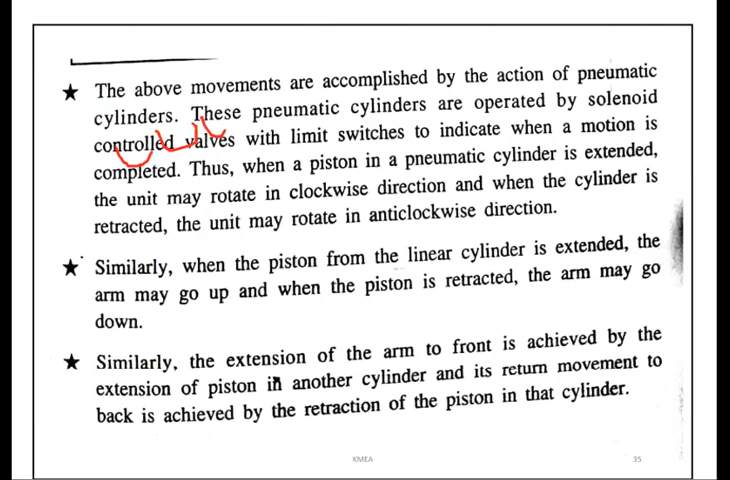 ★ The above movements are accomplished by the action of pneumatic
cylinders. These pneumatic cylinders are operated by solenoid
controlled valves with limit switches to indicate when a motion is
completed. Thus, when a piston in a pneumatic cylinder is extended,
the unit may rotate in clockwise direction and when the cylinder is
retracted, the unit may rotate in anticlockwise direction.
★ Similarly, when the piston from the linear cylinder is extended, the
arm may go up and when the piston is retracted, the arm may go
down.
★ Similarly, the extension of the arm to front is achieved by the
extension of piston in another cylinder and its return movement to
back is achieved by the retraction of the piston in that cylinder.
KMEA
35